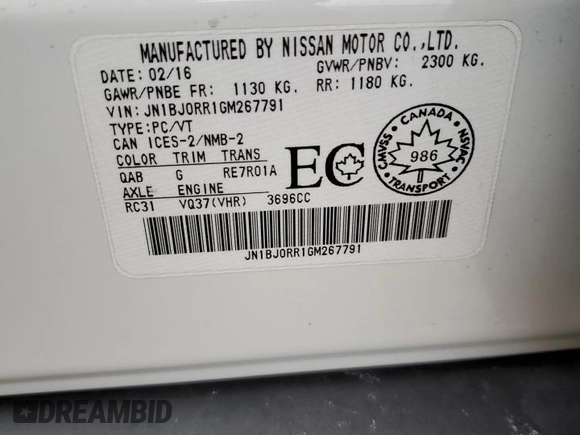 MANUFACTURED BY NISSAN MOTOR CO.,LTD.
DATE: 02/16 GVWR/PNBV: 2300 KG.
GAWR/PNBE FR: 1130 KG. RR: 1180 KG.
VIN: JN1BJ0RR1GM267791
TYPE:PC/VT
CAN ICES-2/NMB-2
COLOR TRIM TRANS
QAB G RE7R01A
AXLE ENGINE
RC31 VQ37(VHR) 3696CC
EC
CANADA
CMVSS
NSVAC
986
TRANSPORT
JN1BJ0RR1GM267791
DREAMBID